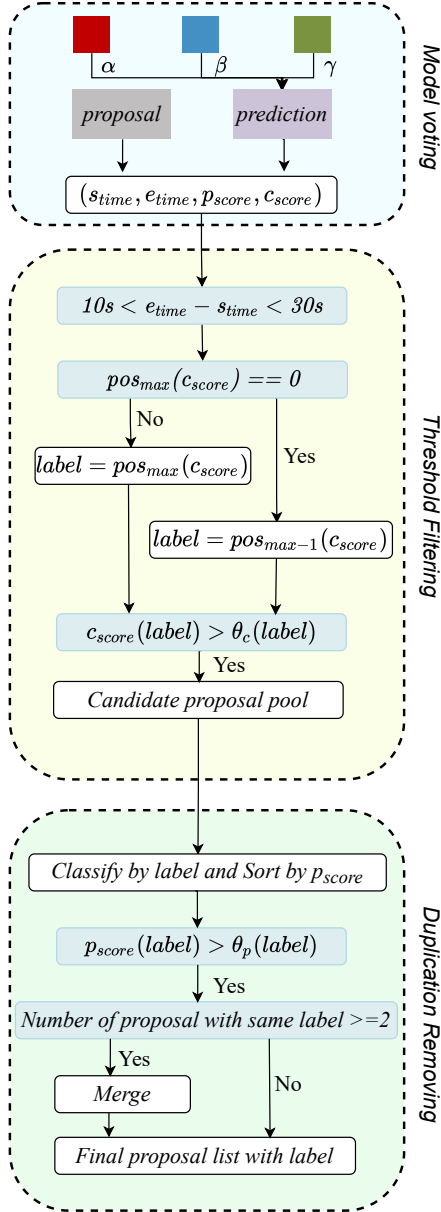 α β γ
Model voting
proposal prediction
(s_time, e_time, p_score, c_score)
10s < e_time − s_time < 30s
pos_max(c_score) == 0
No
Yes
label = pos_max(c_score)
label = pos_max−1(c_score)
Threshold Filtering
c_score(label) > θ_c(label)
Yes
Candidate proposal pool
Classify by label and Sort by p_score
p_score(label) > θ_p(label)
Yes
Number of proposal with same label >=2
Duplication Removing
Yes
No
Merge
Final proposal list with label